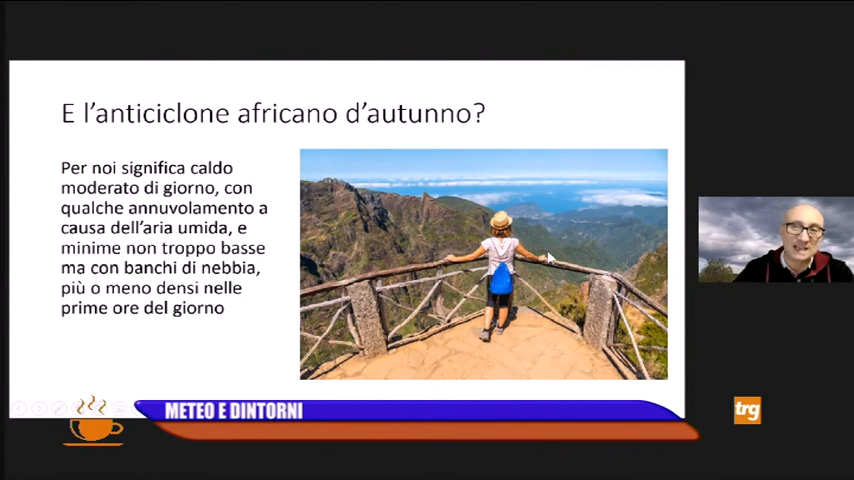 E l'anticiclone africano d'autunno?
Per noi significa caldo
moderato di giorno, con
qualche annuvolamento a
causa dell'aria umida, e
minime non troppo basse
ma con banchi di nebbia,
più o meno densi nelle
prime ore del giorno
METEO E DINTORNI
trg